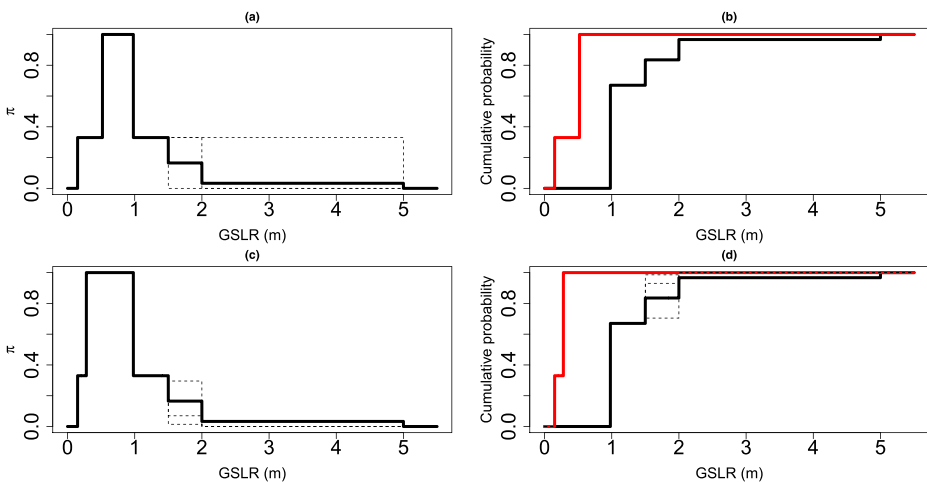 (a)
π
0.0 0.4 0.8
0 1 2 3 4 5
GSLR (m)
(b)
Cumulative probability
0.0 0.4 0.8
0 1 2 3 4 5
GSLR (m)
(c)
π
0.0 0.4 0.8
0 1 2 3 4 5
GSLR (m)
(d)
Cumulative probability
0.0 0.4 0.8
0 1 2 3 4 5
GSLR (m)